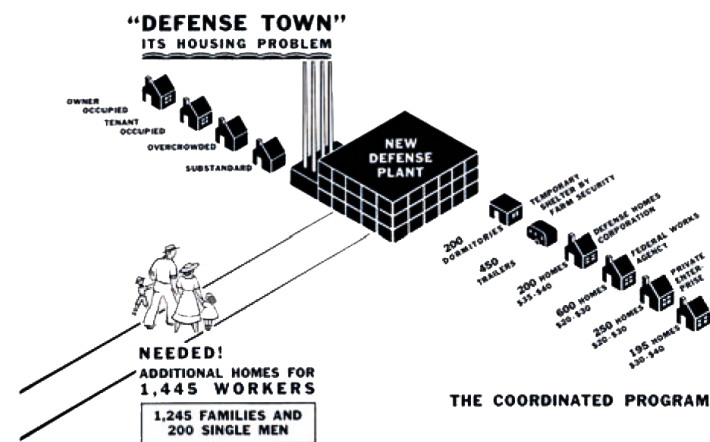 "DEFENSE TOWN"
ITS HOUSING PROBLEM
OWNER
OCCUPIED
TENANT
OCCUPIED
OVERCROWDED
SUBSTANDARD
NEW
DEFENSE
PLANT
TEMPORARY
SHELTER BY
FARM SECURITY
200
DORMITORIES
450
TRAILERS
DEFENSE HOMES
CORPORATION
200 HOMES
$35-$40
FEDERAL WORKS
AGENCY
600 HOMES
$20-$30
PRIVATE
ENTER-
PRISE
250 HOMES
$20-$30
195 HOMES
$30-$40
NEEDED!
ADDITIONAL HOMES FOR
1,445 WORKERS
1,245 FAMILIES AND
200 SINGLE MEN
THE COORDINATED PROGRAM